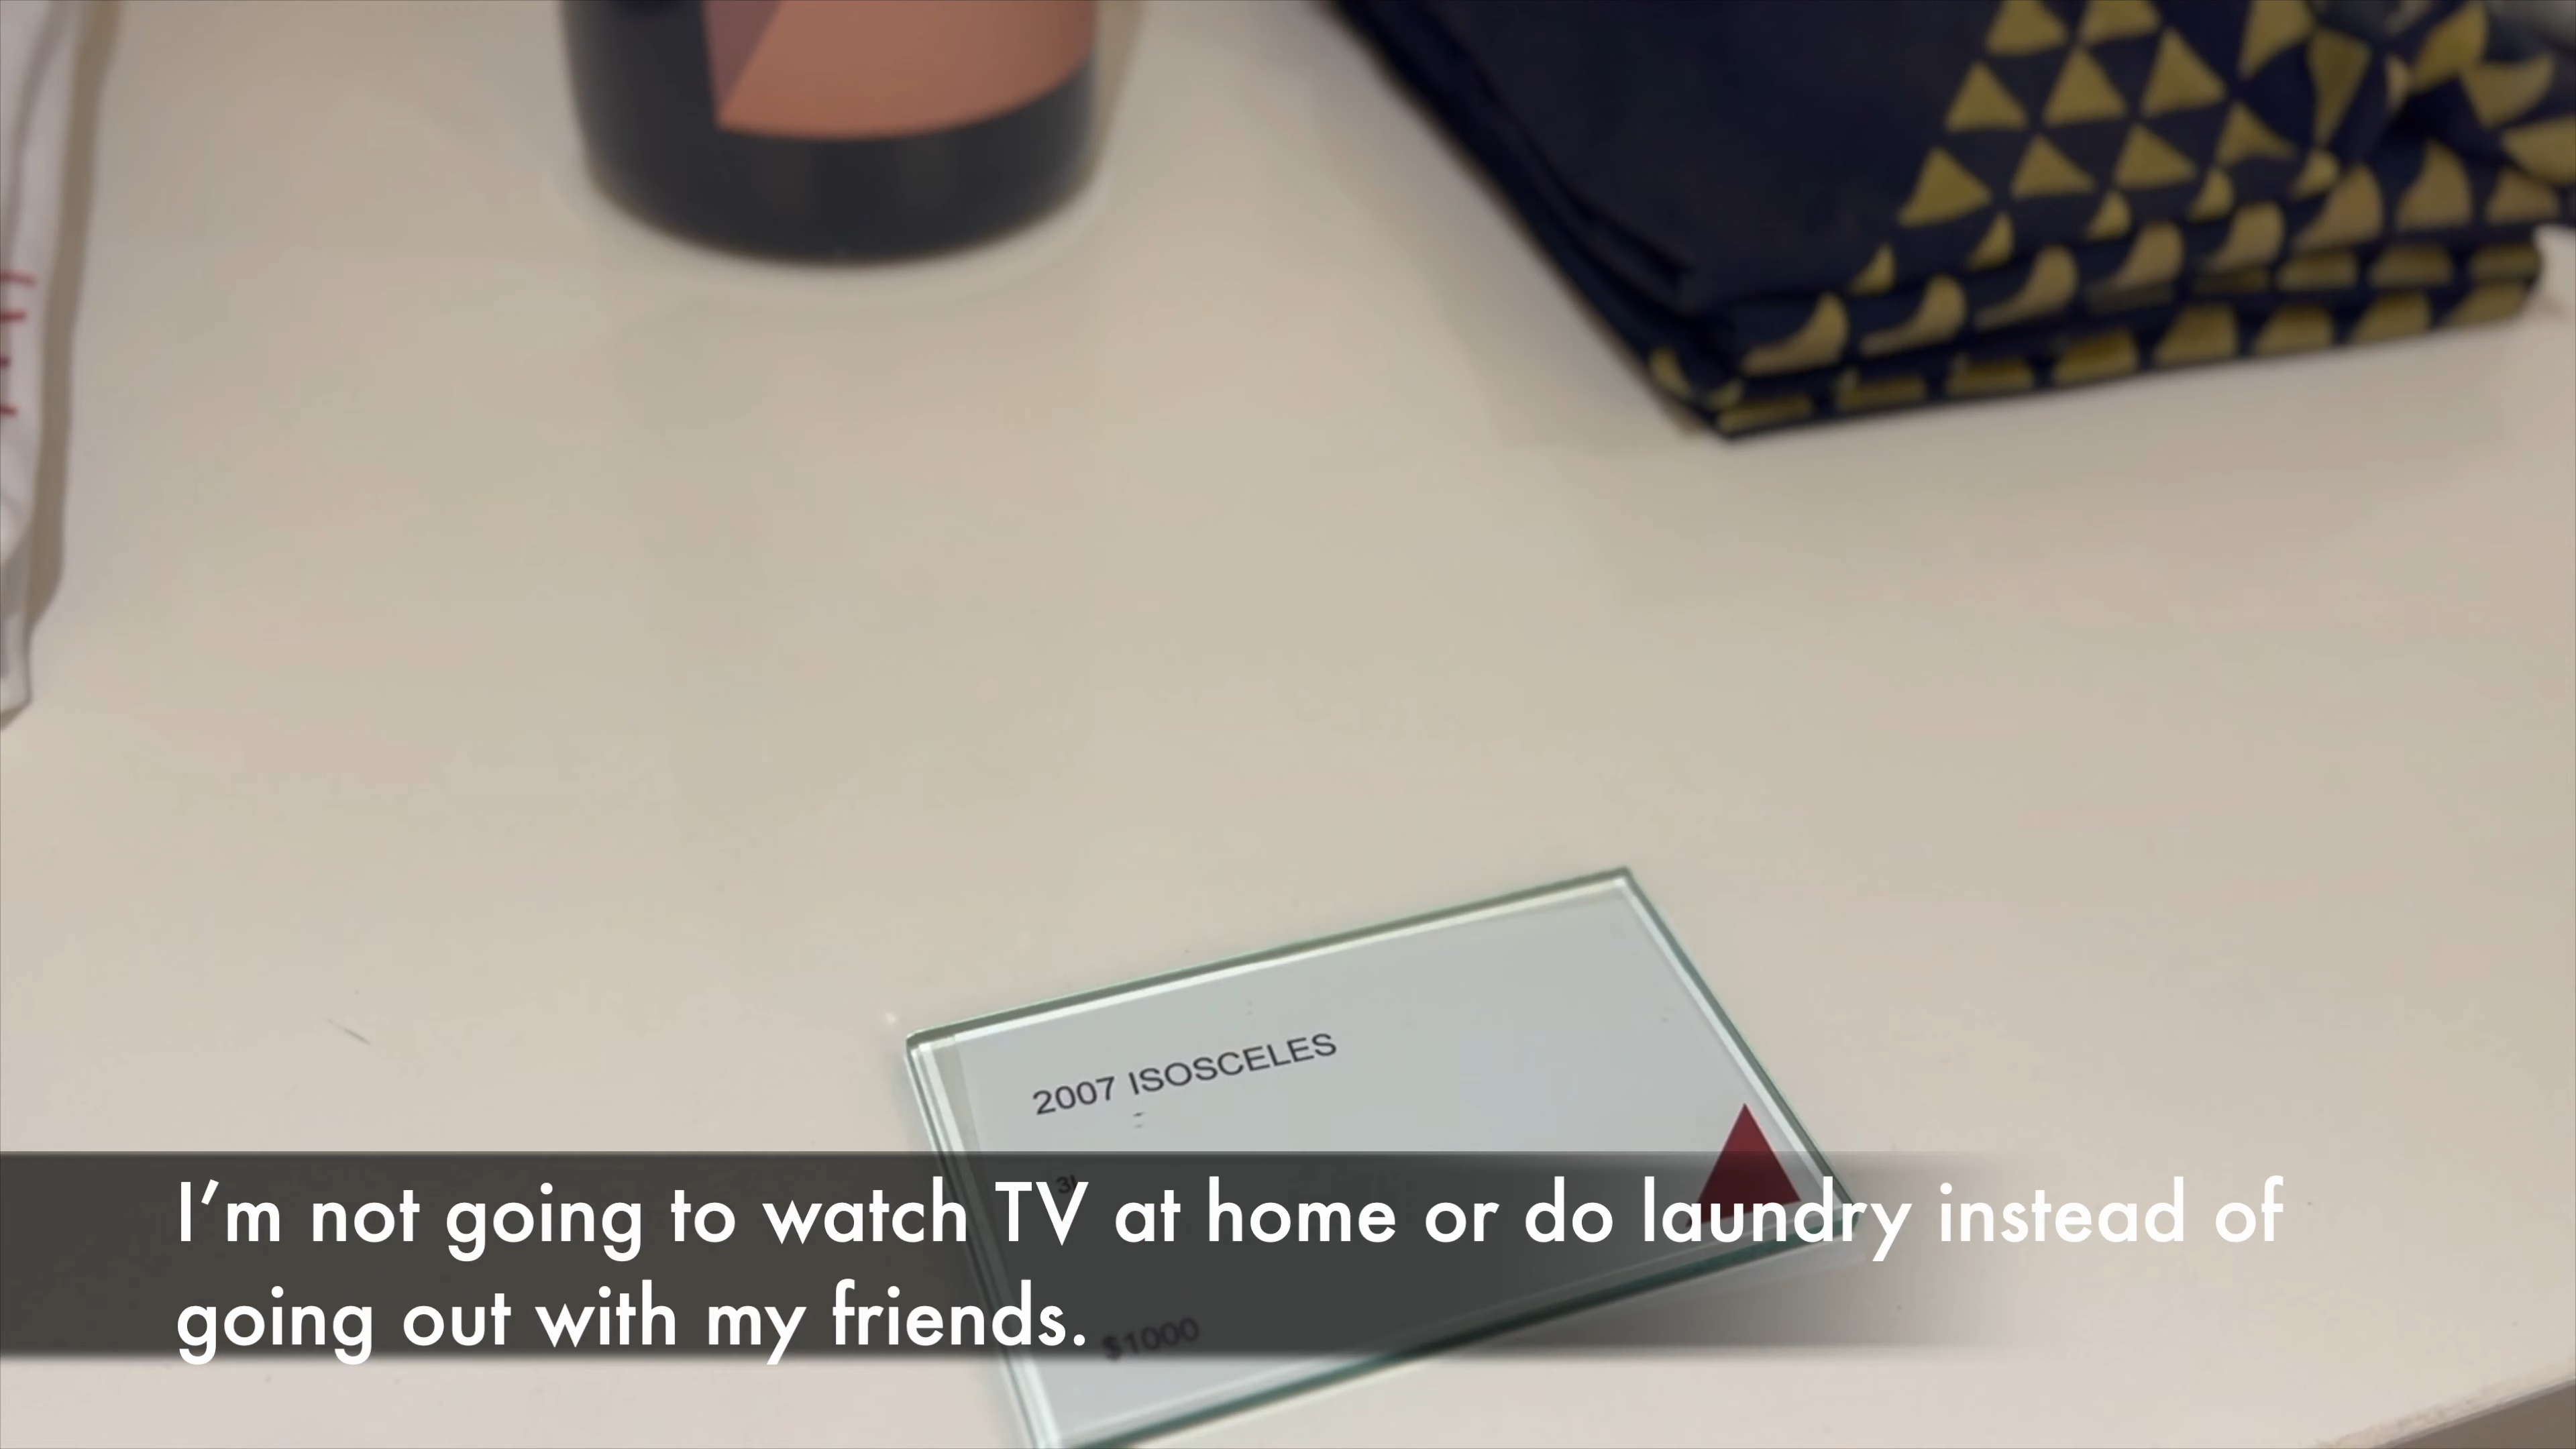 2007 ISOSCELES
3L
$1000
I’m not going to watch TV at home or do laundry instead of
going out with my friends.